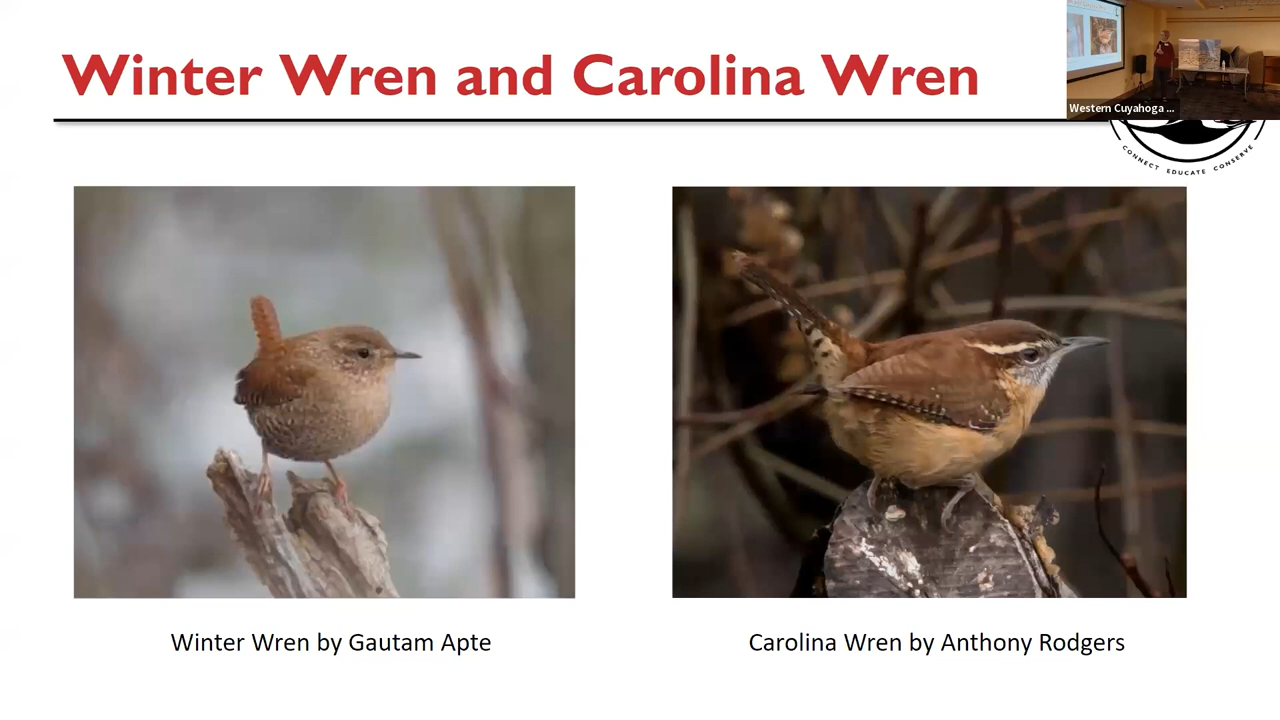 Winter Wren and Carolina Wren
Western Cuyahoga ...
CONNECT EDUCATE CONSERVE
Winter Wren by Gautam Apte
Carolina Wren by Anthony Rodgers